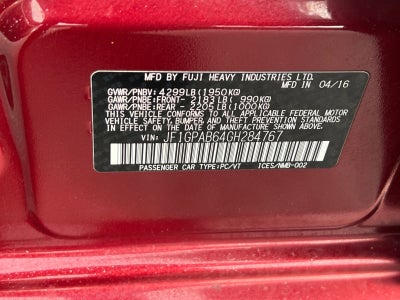 MFD BY FUJI HEAVY INDUSTRIES LTD.
GVWR/PNBV: 4299LB(1950KG) MFD IN 04/16
GAWR/PNBE:FRONT- 2183LB( 990KG)
GAWR/PNBE:REAR - 2205LB(1000KG)
THIS VEHICLE CONFORMS TO ALL APPLICABLE FEDERAL MOTOR
VEHICLE SAFETY, BUMPER, AND THEFT PREVENTION STANDARDS
IN EFFECT ON THE DATE OF MANUFACTURE SHOWN ABOVE.
VIN: JF1GPAB64GH284767
PASSENGER CAR TYPE:PC/VT ICES/NMB-002